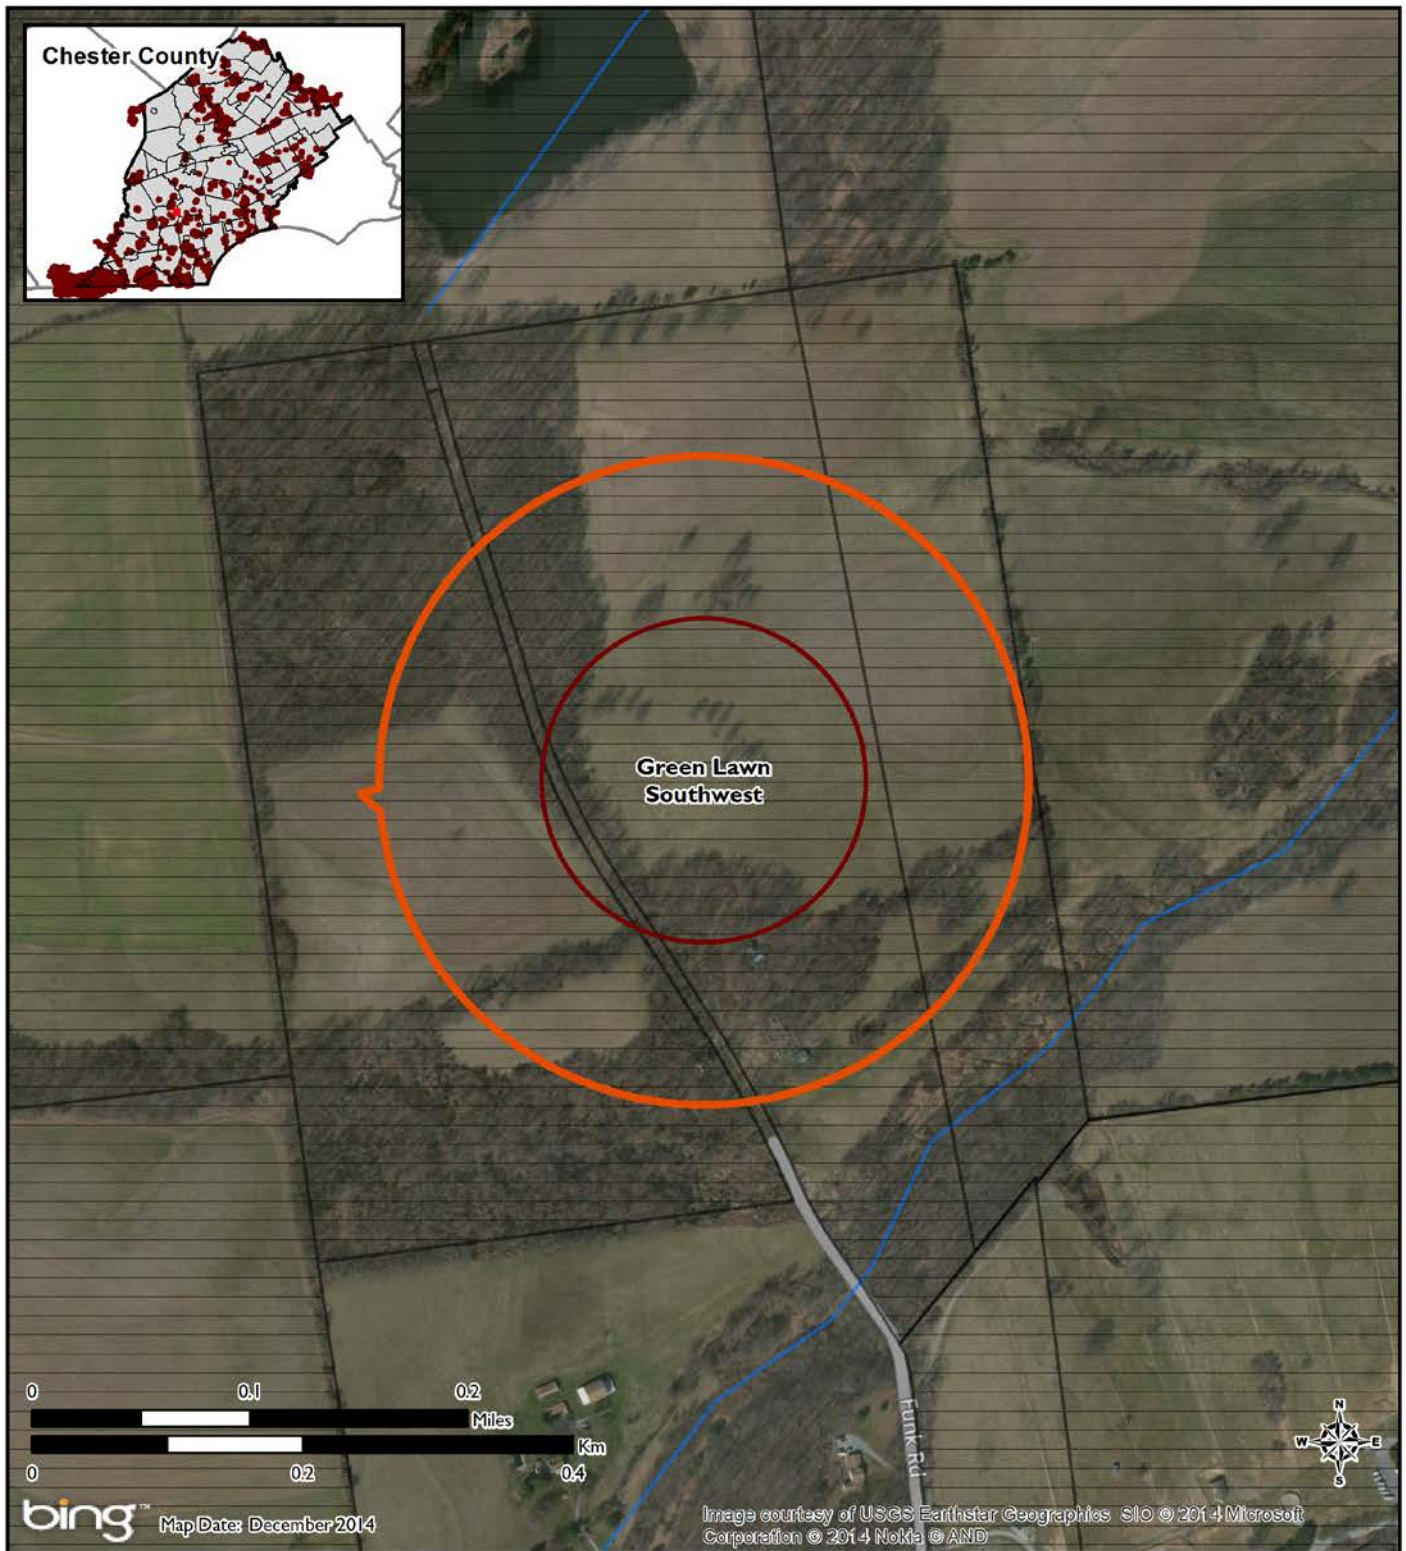 Chester County
Green Lawn
Southwest
0 0.1 0.2
Miles
Km
0 0.2 0.4
Funk Rd
N
W E
S
bing™
Map Date: December 2014
Image courtesy of USGS Earthstar Geographics SIO © 2014 Microsoft
Corporation © 2014 Nokia © AND